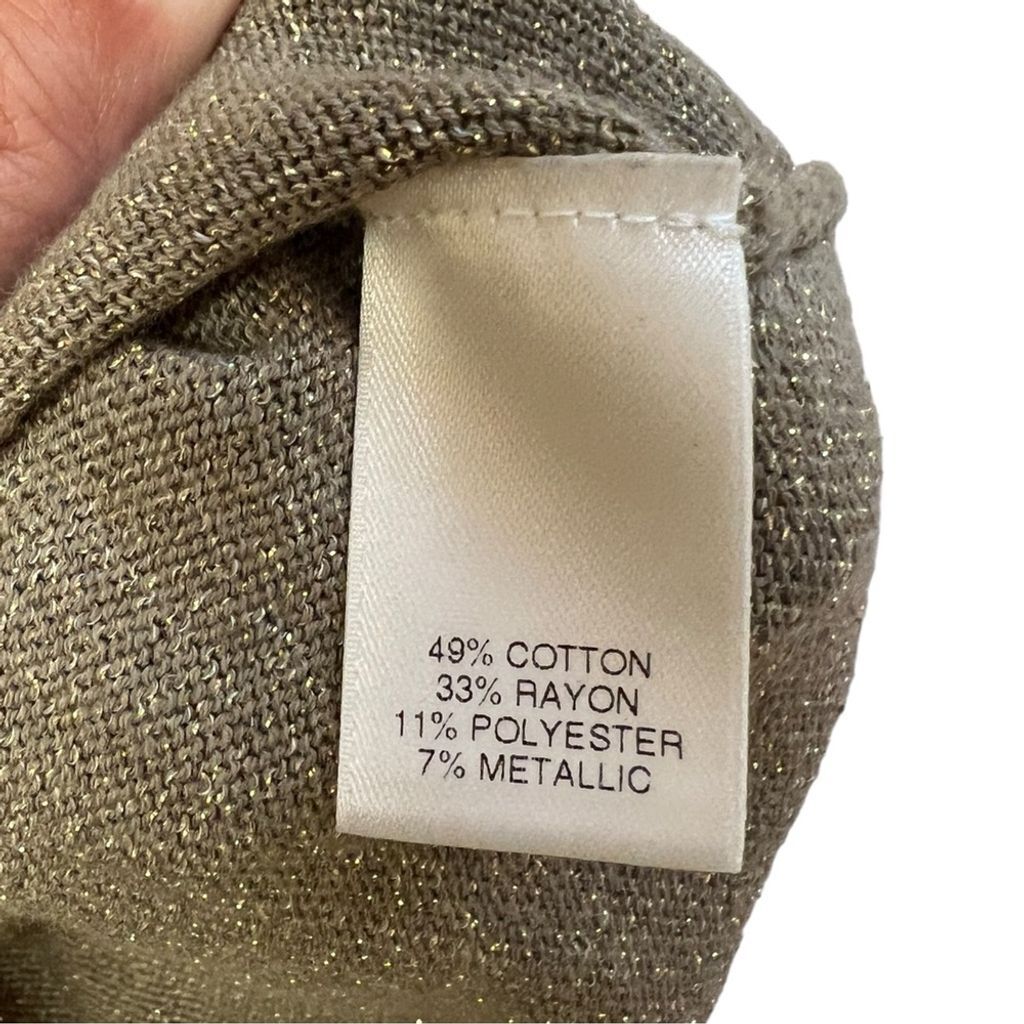 49% COTTON
33% RAYON
11% POLYESTER
7% METALLIC